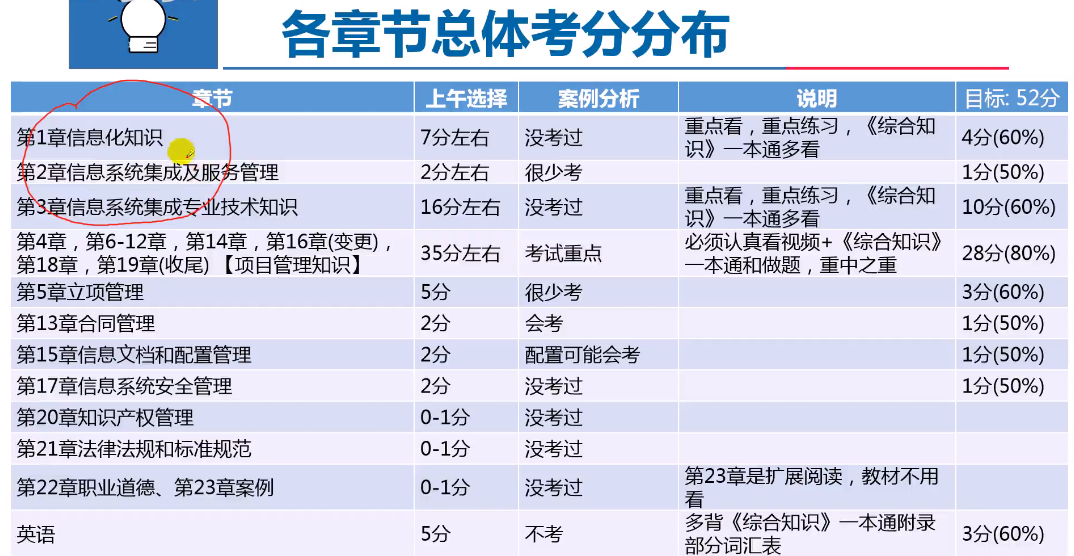 各章节总体考分分布
章节 上午选择 案例分析 说明 目标: 52分
第1章信息化知识 7分左右 没考过 重点看，重点练习，《综合知
识》一本通多看 4分(60%)
第2章信息系统集成及服务管理 2分左右 很少考 1分(50%)
第3章信息系统集成专业技术知识 16分左右 没考过 重点看，重点练习，《综合知
识》一本通多看 10分(60%)
第4章，第6-12章，第14章，第16章(变更)，
第18章，第19章(收尾) 【项目管理知识】 35分左右 考试重点 必须认真看视频+《综合知识》
一本通和做题，重中之重 28分(80%)
第5章立项管理 5分 很少考 3分(60%)
第13章合同管理 2分 会考 1分(50%)
第15章信息文档和配置管理 2分 配置可能会考 1分(50%)
第17章信息系统安全管理 2分 没考过 1分(50%)
第20章知识产权管理 0-1分 没考过
第21章法律法规和标准规范 0-1分 没考过
第22章职业道德、第23章案例 0-1分 没考过 第23章是扩展阅读，教材不用
看
英语 5分 不考 多背《综合知识》一本通附录
部分词汇表 3分(60%)